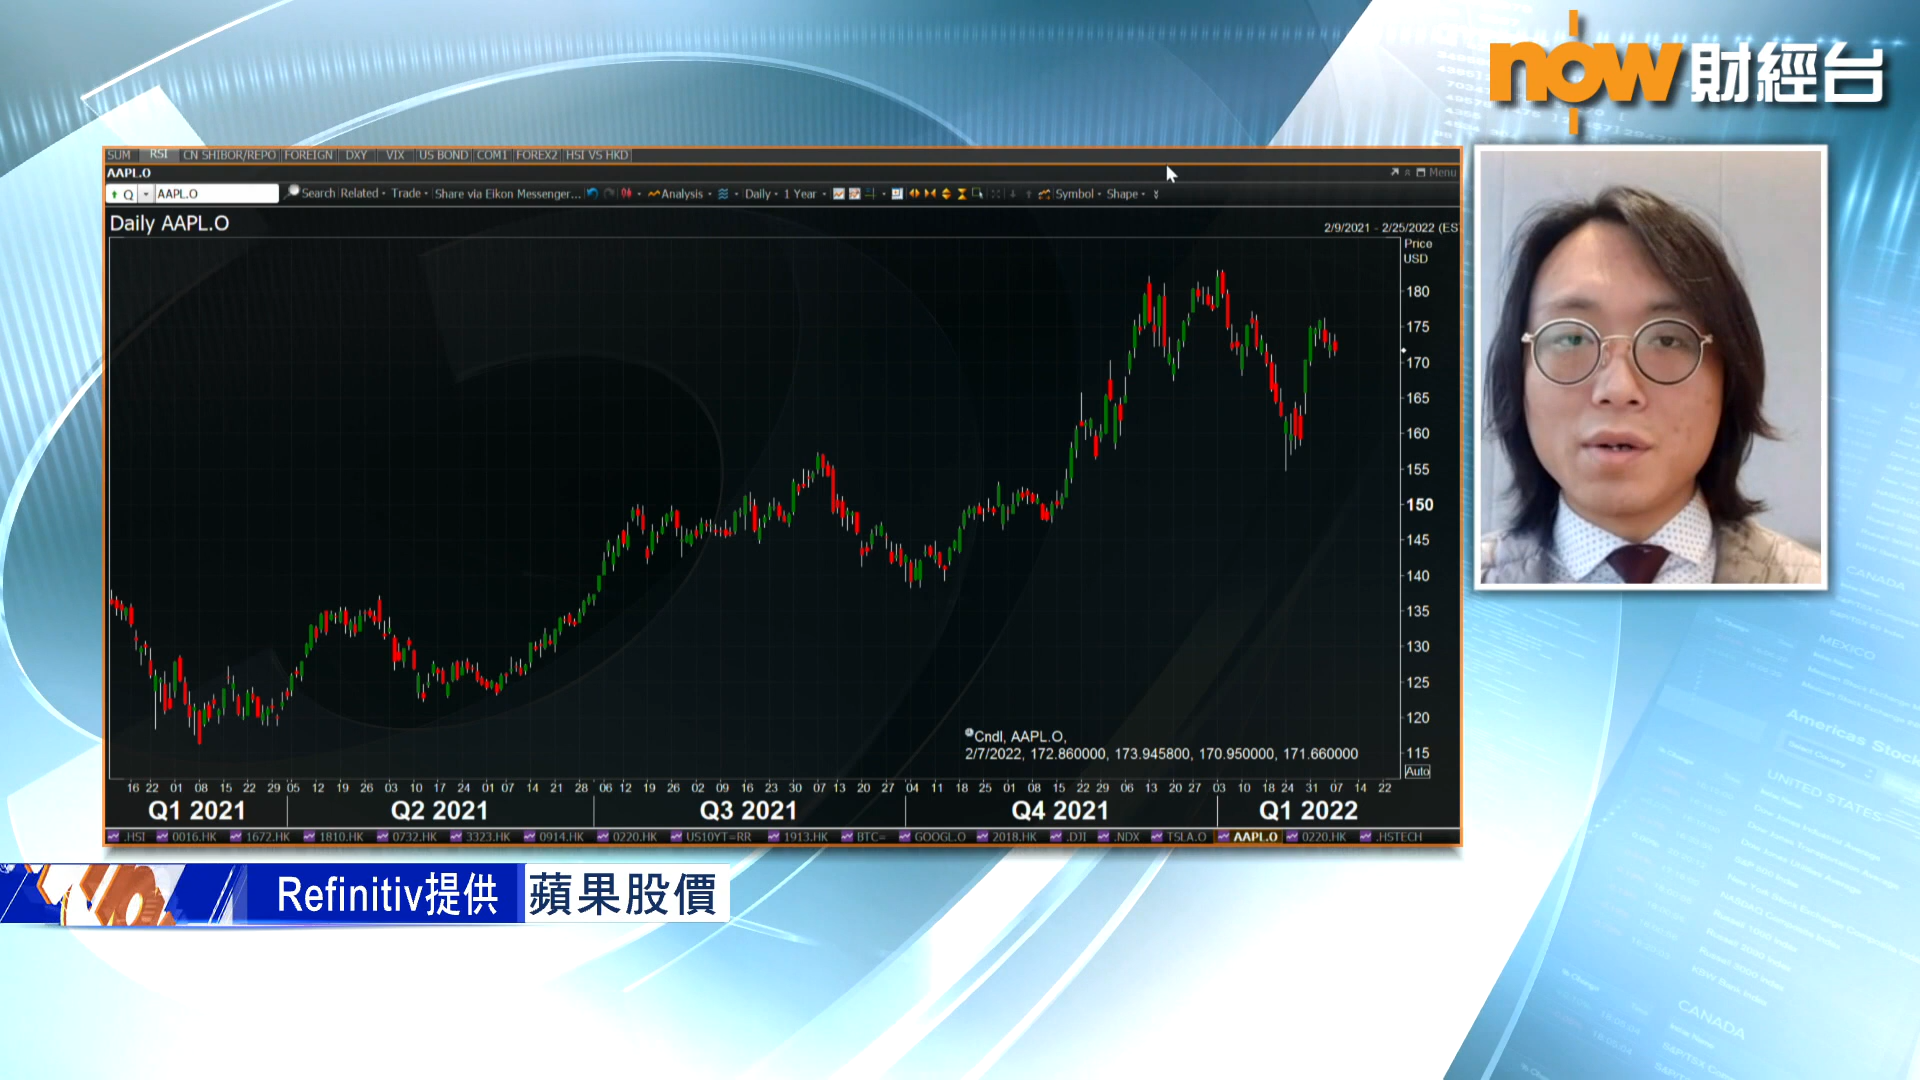 now 財經台
SUM RSI CN SHIBOR/REPO FOREIGN DXY VIX US BOND COM1 FOREX2 HSI VS HKD
AAPL.O
Menu
Q AAPL.O Search Related Trade Share via Eikon Messenger... Analysis Daily 1 Year Symbol Shape
Daily AAPL.O
2/9/2021 - 2/25/2022 (ES
Price
USD
180
175
170
165
160
155
150
145
140
135
130
125
120
115
Auto
Cndl, AAPL.O,
2/7/2022, 172.860000, 173.945800, 170.950000, 171.660000
16 22 01 08 15 22 29 05 12 19 26 03 10 17 24 01 07 14 21 28 06 12 19 26 02 09 16 23 30 07 13 20 27 04 11 18 25 01 08 15 22 29 06 13 20 27 03 10 18 24 31 07 14 22
Q1 2021 Q2 2021 Q3 2021 Q4 2021 Q1 2022
.HSI 0016.HK 1672.HK 1810.HK 0732.HK 3323.HK 0914.HK 0220.HK US10YT=RR 1913.HK BTC= GOOGL.O 2018.HK .DJI .NDX TSLA.O AAPL.O 0220.HK .HSTECH
Refinitiv提供 蘋果股價
CANADA
MEXICO
Americas Stock
UNITED STATES
CANADA